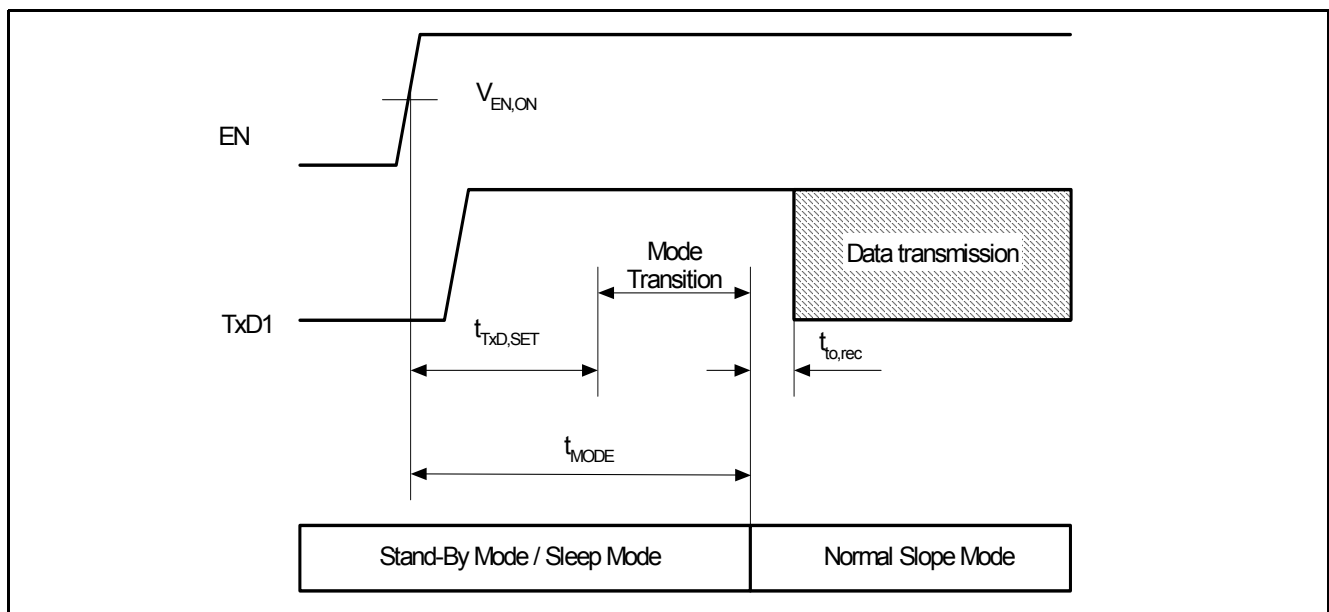 V_EN,ON
EN
Mode
Transition
Data transmission
TxD1
t_TxD,SET
t_to,rec
t_MODE
Stand-By Mode / Sleep Mode
Normal Slope Mode